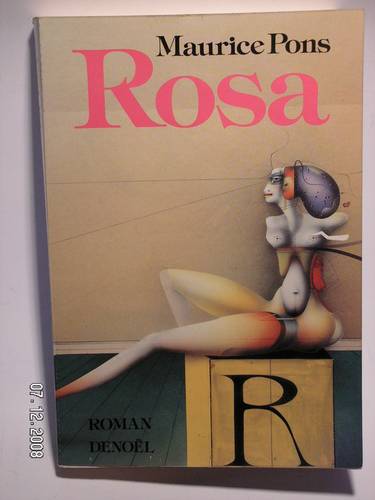 Maurice Pons
Rosa
R
ROMAN
DENOËL
07.12.2008